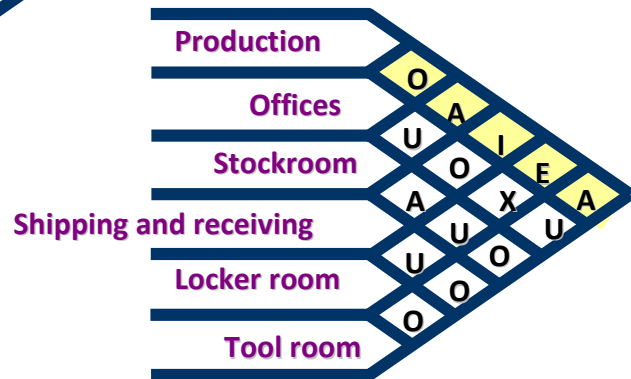 Production
O
Offices
A
U
I
Stockroom
O
E
A
X
A
Shipping and receiving
U
U
U
O
Locker room
O
O
Tool room